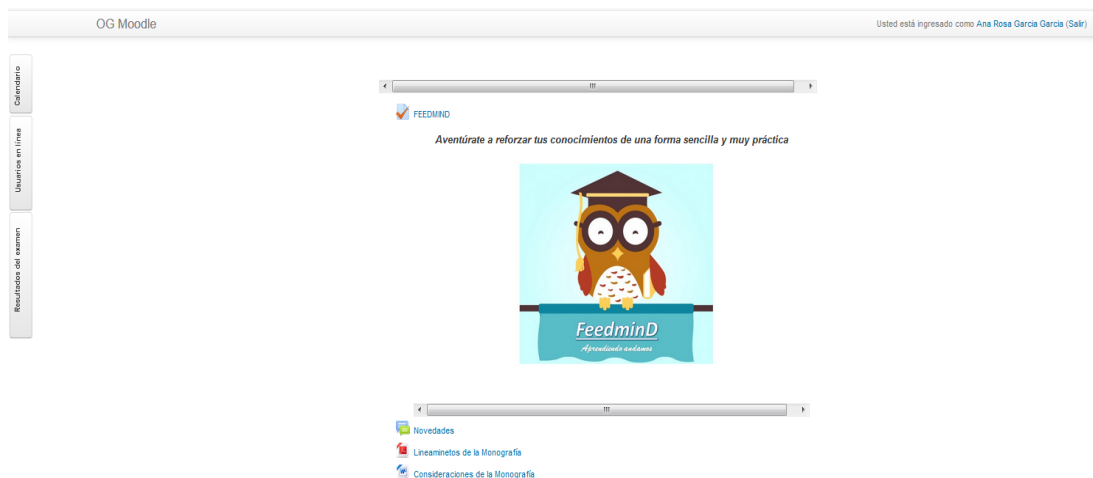 OG Moodle
Usted está ingresado como Ana Rosa Garcia Garcia (Salir)
Calendario
Usuarios en línea
Resultados del examen
FEEDMIND
Aventúrate a reforzar tus conocimientos de una forma sencilla y muy práctica
FeedminD
Aprendiendo andamos
Novedades
Lineaminetos de la Monografía
Consideraciones de la Monografía